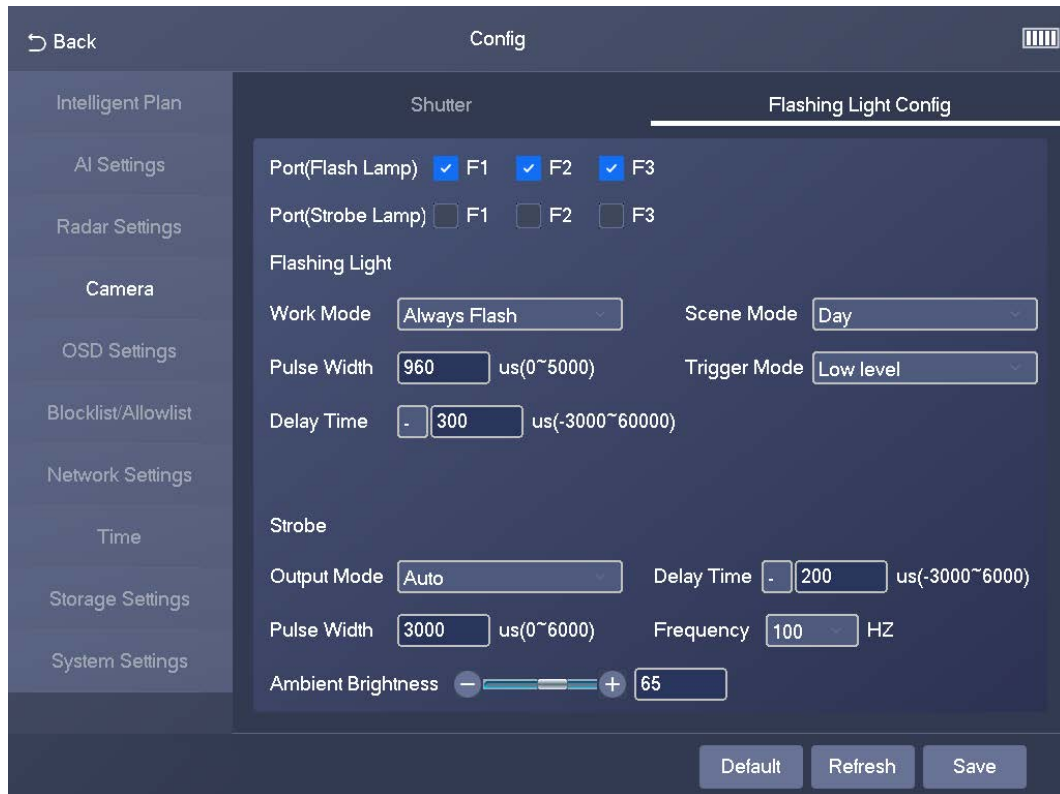 Back Config
Intelligent Plan
AI Settings
Radar Settings
Camera
OSD Settings
Blocklist/Allowlist
Network Settings
Time
Storage Settings
System Settings
Shutter Flashing Light Config
Port(Flash Lamp) F1 F2 F3
Port(Strobe Lamp) F1 F2 F3
Flashing Light
Work Mode Always Flash Scene Mode Day
Pulse Width 960 us(0~5000) Trigger Mode Low level
Delay Time - 300 us(-3000~60000)
Strobe
Output Mode Auto Delay Time - 200 us(-3000~6000)
Pulse Width 3000 us(0~6000) Frequency 100 HZ
Ambient Brightness − + 65
Default Refresh Save